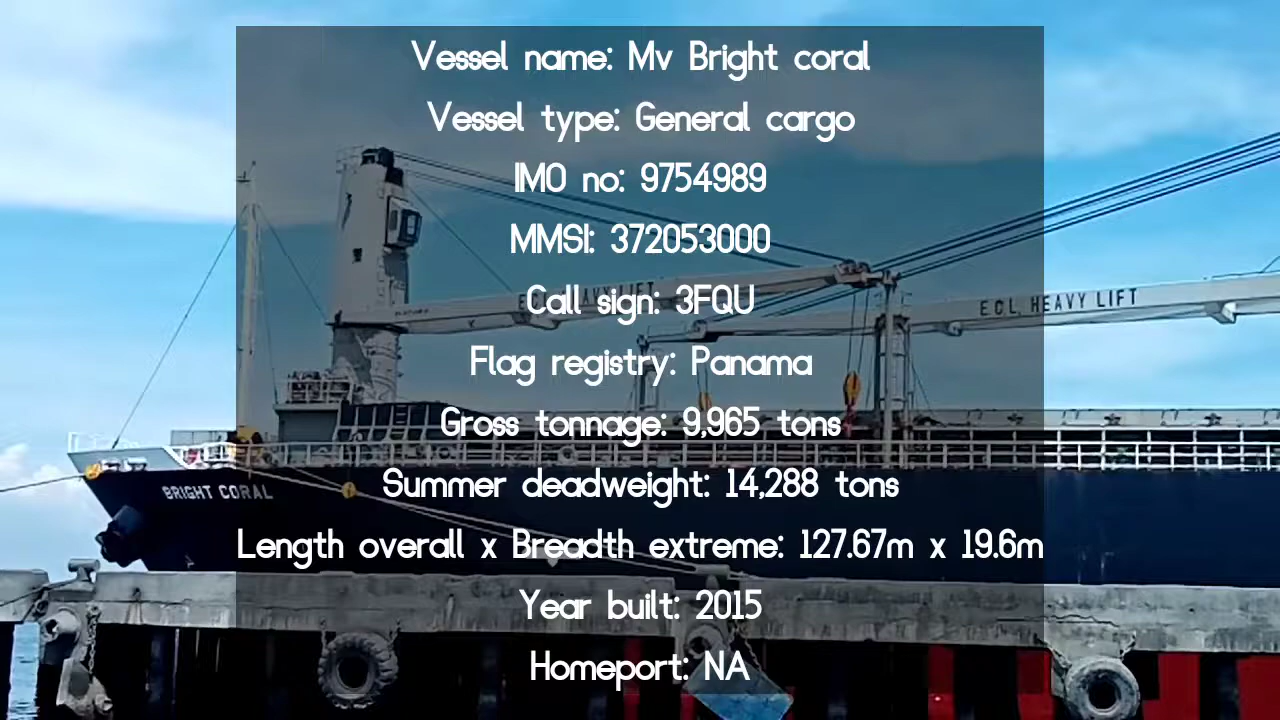 Vessel name: Mv Bright coral
Vessel type: General cargo
IMO no: 9754989
MMSI: 372053000
E.C.L. HEAVY LIFT
E.C.L. HEAVY LIFT
Call sign: 3FQU
Flag registry: Panama
Gross tonnage: 9,965 tons
Summer deadweight: 14,288 tons
BRIGHT CORAL
Length overall x Breadth extreme: 127.67m x 19.6m
Year built: 2015
Homeport: NA